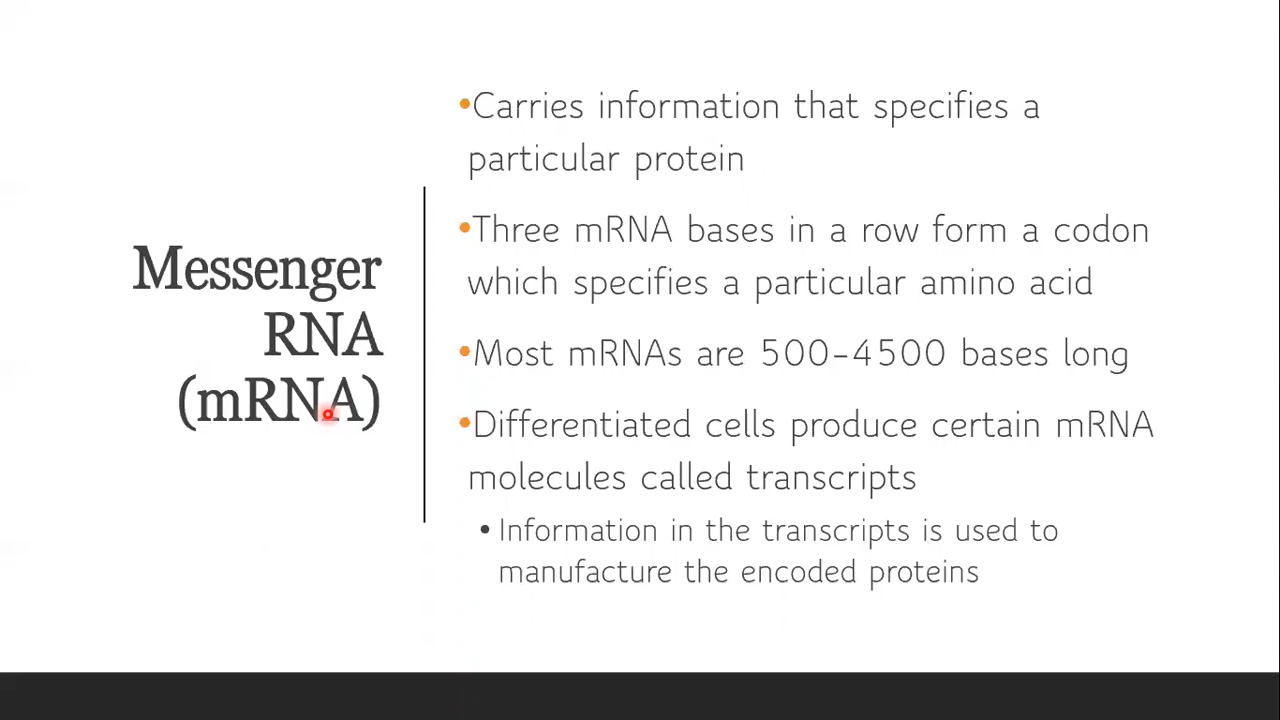 Messenger
RNA
(mRNA)
•Carries information that specifies a
particular protein
•Three mRNA bases in a row form a codon
which specifies a particular amino acid
•Most mRNAs are 500–4500 bases long
•Differentiated cells produce certain mRNA
molecules called transcripts
• Information in the transcripts is used to
manufacture the encoded proteins